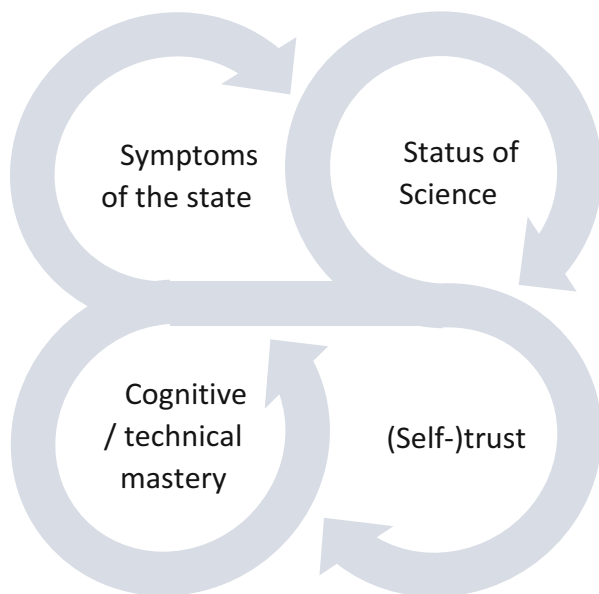 Symptoms
of the state
Status of
Science
Cognitive
/ technical
mastery
(Self-)trust